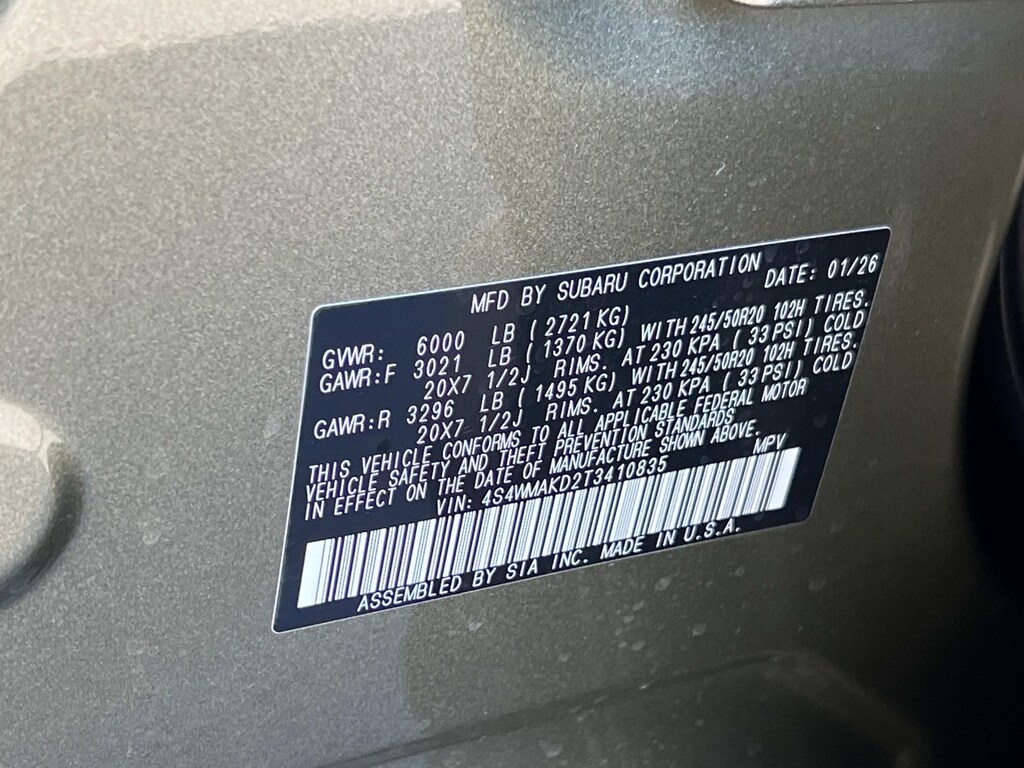 MFD BY SUBARU CORPORATION DATE: 01/26
GVWR: 6000 LB (2721 KG)
GAWR:F 3021 LB (1370 KG) WITH 245/50R20 102H TIRES.
20X7 1/2J RIMS. AT 230 KPA (33 PSI) COLD
GAWR:R 3296 LB (1495 KG) WITH 245/50R20 102H TIRES.
20X7 1/2J RIMS. AT 230 KPA (33 PSI) COLD
THIS VEHICLE CONFORMS TO ALL APPLICABLE FEDERAL MOTOR
VEHICLE SAFETY AND THEFT PREVENTION STANDARDS
IN EFFECT ON THE DATE OF MANUFACTURE SHOWN ABOVE.
VIN: 4S4WMAKD2T3410835 MPV
ASSEMBLED BY SIA INC. MADE IN U.S.A.